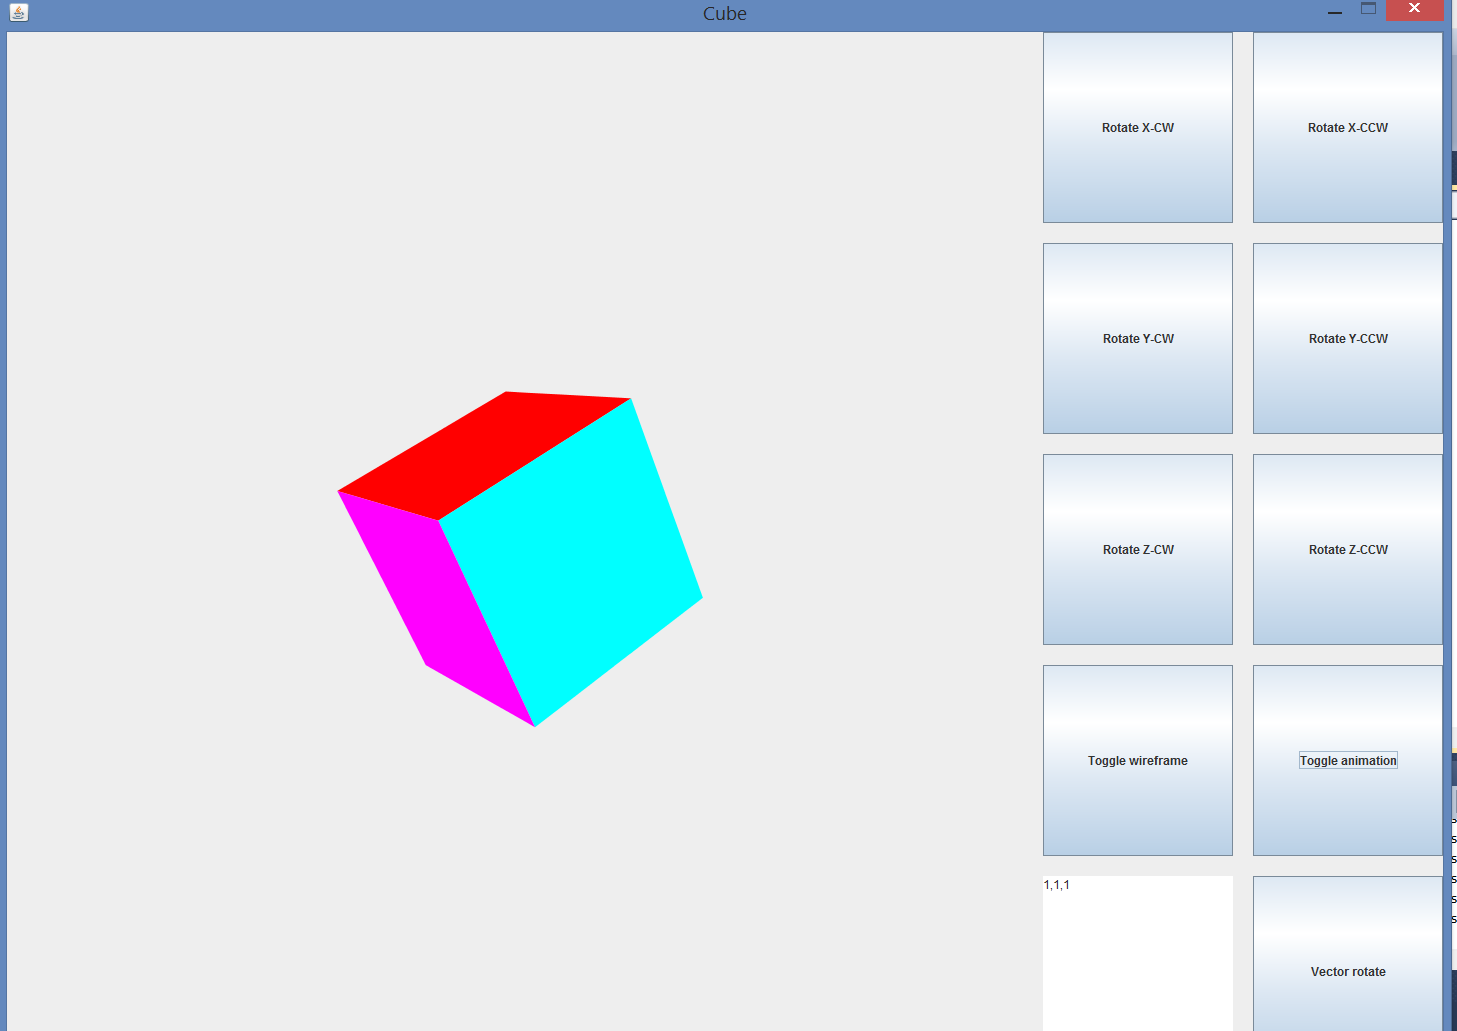 Cube
Rotate X-CW
Rotate X-CCW
Rotate Y-CW
Rotate Y-CCW
Rotate Z-CW
Rotate Z-CCW
Toggle wireframe
Toggle animation
1,1,1
Vector rotate
s
s
s
s
s
s